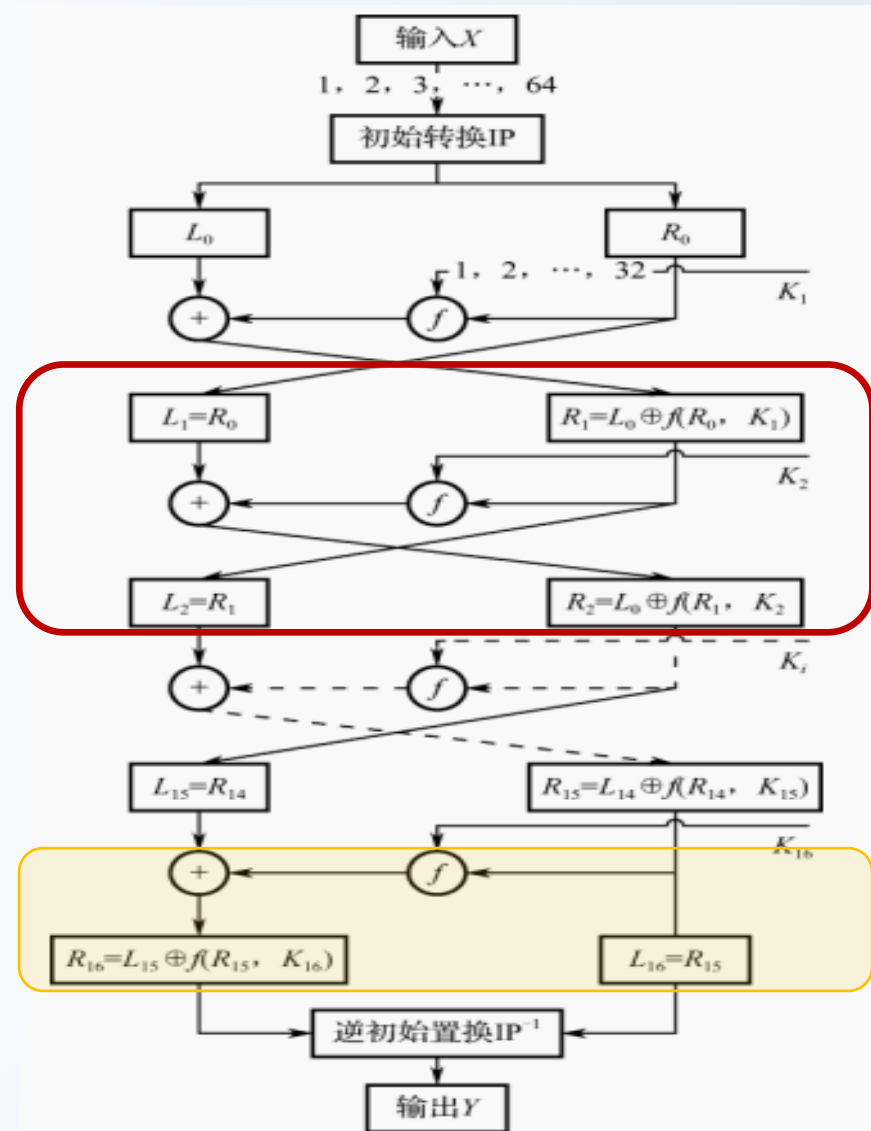 输入X
1, 2, 3, …, 64
初始转换IP
L₀
R₀
1, 2, …, 32
K₁
+
f
L₁=R₀
R₁=L₀⊕f(R₀, K₁)
K₂
+
f
L₂=R₁
R₂=L₀⊕f(R₁, K₂
Kᵢ
+
f
L₁₅=R₁₄
R₁₅=L₁₄⊕f(R₁₄, K₁₅)
K₁₆
+
f
R₁₆=L₁₅⊕f(R₁₅, K₁₆)
L₁₆=R₁₅
逆初始置换IP⁻¹
输出Y